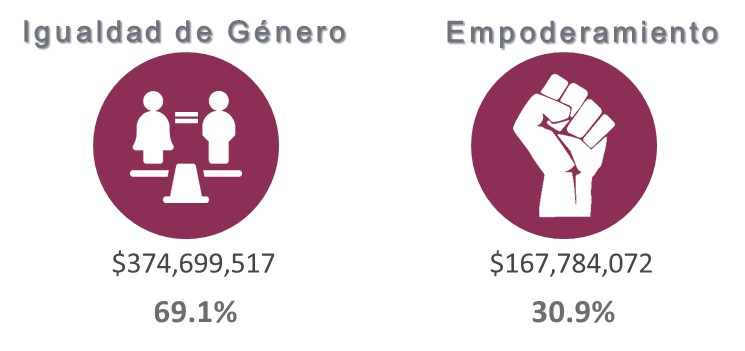 Igualdad de Género
Empoderamiento
$374,699,517
$167,784,072
69.1%
30.9%